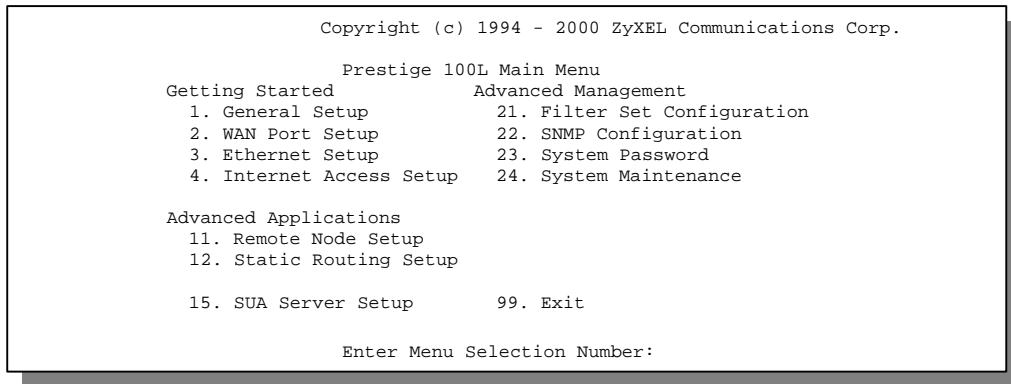 Copyright (c) 1994 - 2000 ZyXEL Communications Corp.
Prestige 100L Main Menu
Getting Started Advanced Management
1. General Setup 21. Filter Set Configuration
2. WAN Port Setup 22. SNMP Configuration
3. Ethernet Setup 23. System Password
4. Internet Access Setup 24. System Maintenance
Advanced Applications
11. Remote Node Setup
12. Static Routing Setup
15. SUA Server Setup 99. Exit
Enter Menu Selection Number: